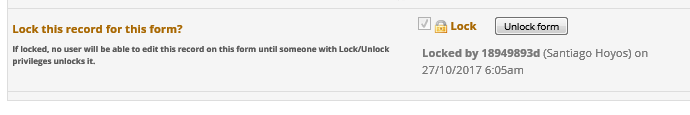 Lock this record for this form?
Lock
Unlock form
If locked, no user will be able to edit this record on this form until someone with Lock/Unlock
privileges unlocks it.
Locked by 18949893d (Santiago Hoyos) on
27/10/2017 6:05am